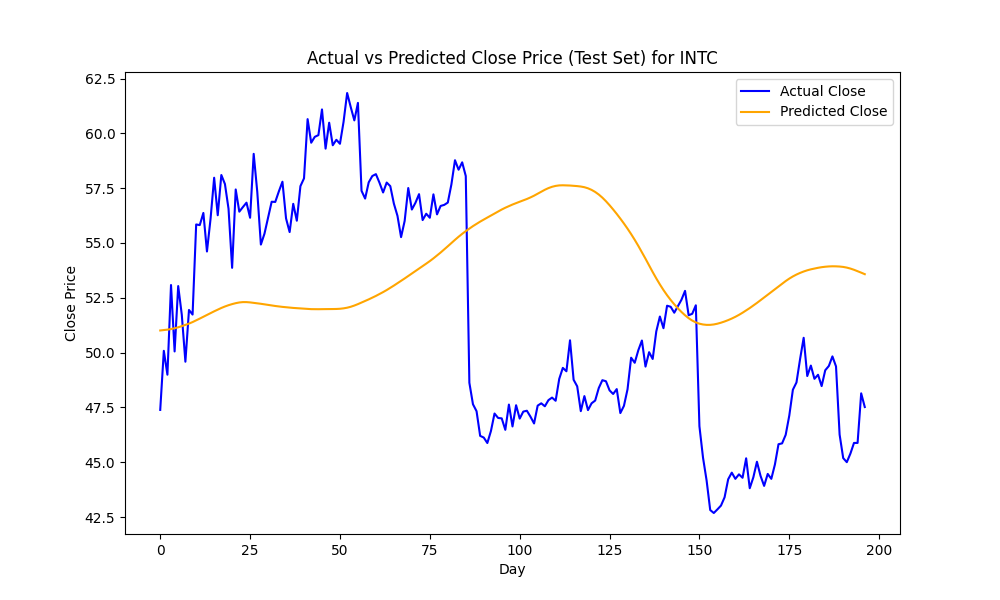 Actual vs Predicted Close Price (Test Set) for INTC
Actual Close
Predicted Close
Close Price
62.5
60.0
57.5
55.0
52.5
50.0
47.5
45.0
42.5
0 25 50 75 100 125 150 175 200
Day